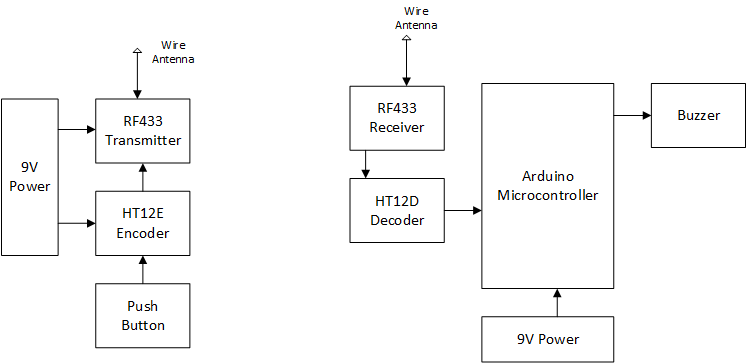 Wire
Antenna
RF433
Transmitter
9V
Power
HT12E
Encoder
Push
Button
Wire
Antenna
RF433
Receiver
HT12D
Decoder
Arduino
Microcontroller
Buzzer
9V Power